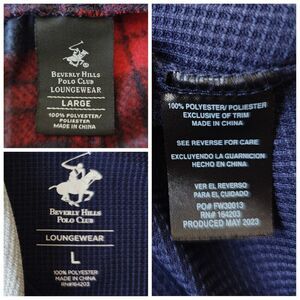 BEVERLY HILLS
POLO CLUB
LOUNGEWEAR
LARGE
100% POLYESTER/
POLIESTER
MADE IN CHINA
BEVERLY HILLS
POLO CLUB
LOUNGEWEAR
L
100% POLYESTER
MADE IN CHINA
RN#164203
100% POLYESTER/ POLIESTER
EXCLUSIVE OF TRIM
MADE IN CHINA
SEE REVERSE FOR CARE
EXCLUYENDO LA GUARNICION
HECHO EN CHINA
VER EL REVERSO
PARA EL CUIDADO
PO# FW30013
RN# 164203
PRODUCED MAY 2023